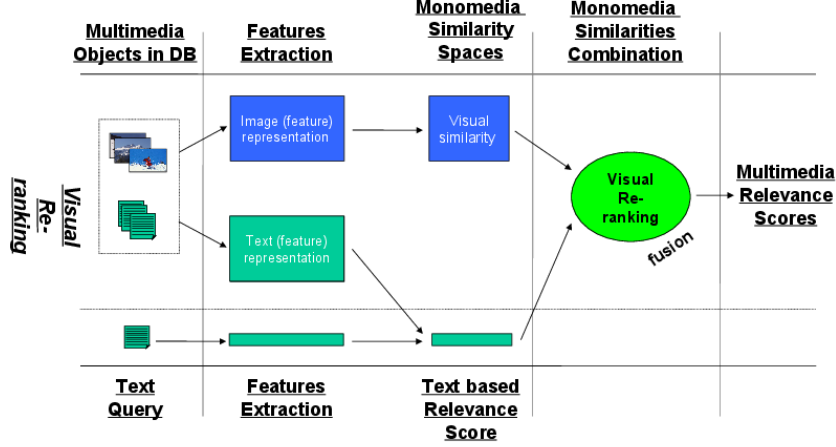 Multimedia
Objects in DB
Features
Extraction
Monomedia
Similarity
Spaces
Monomedia
Similarities
Combination
Image (feature)
representation
Visual
similarity
Visual
Re-
ranking
Visual
Re-
ranking
fusion
Multimedia
Relevance
Scores
Text (feature)
representation
Text
Query
Features
Extraction
Text based
Relevance
Score